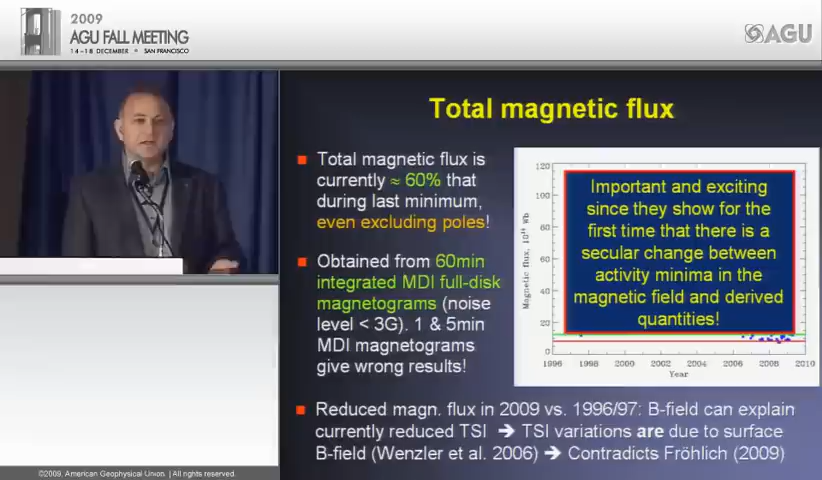 2009
AGU FALL MEETING
14–18 DECEMBER • SAN FRANCISCO
AGU
Total magnetic flux
Total magnetic flux is
currently ≈ 60% that
during last minimum,
even excluding poles!
Obtained from 60min
integrated MDI full-disk
magnetograms (noise
level < 3G). 1 & 5min
MDI magnetograms
give wrong results!
120
100
80
60
40
20
0
Magnetic flux,
Wb
Important and exciting
since they show for the
first time that there is a
secular change between
activity minima in the
magnetic field and derived
quantities!
1996 1998 2000 2002 2004 2006 2008 2010
Year
Reduced magn. flux in 2009 vs. 1996/97: B-field can explain
currently reduced TSI ➔ TSI variations are due to surface
B-field (Wenzler et al. 2006) ➔ Contradicts Fröhlich (2009)
©2009, American Geophysical Union. | All rights reserved.